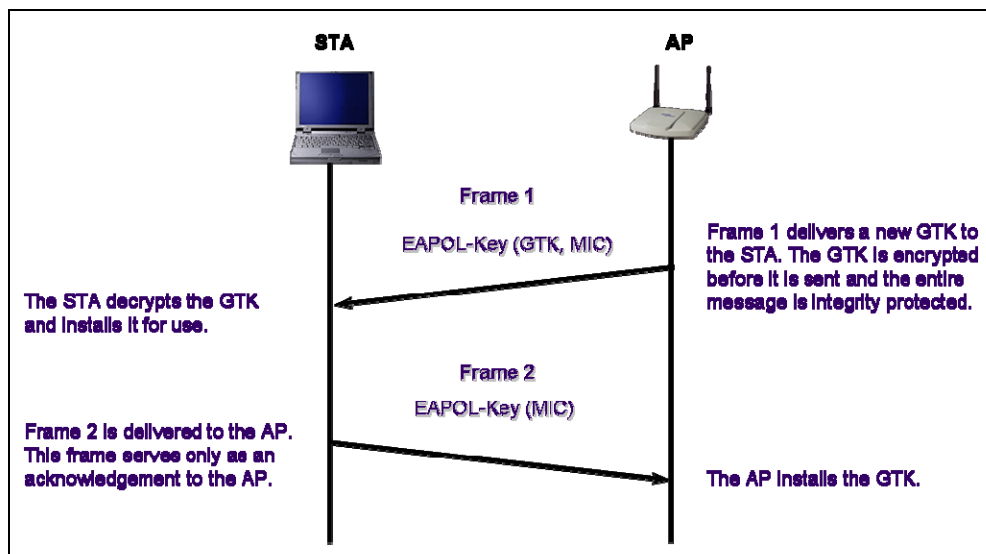 STA
AP
Frame 1
EAPOL-Key (GTK, MIC)
Frame 1 delivers a new GTK to
the STA. The GTK is encrypted
before it is sent and the entire
message is integrity protected.
The STA decrypts the GTK
and installs it for use.
Frame 2
EAPOL-Key (MIC)
Frame 2 is delivered to the AP.
This frame serves only as an
acknowledgement to the AP.
The AP installs the GTK.